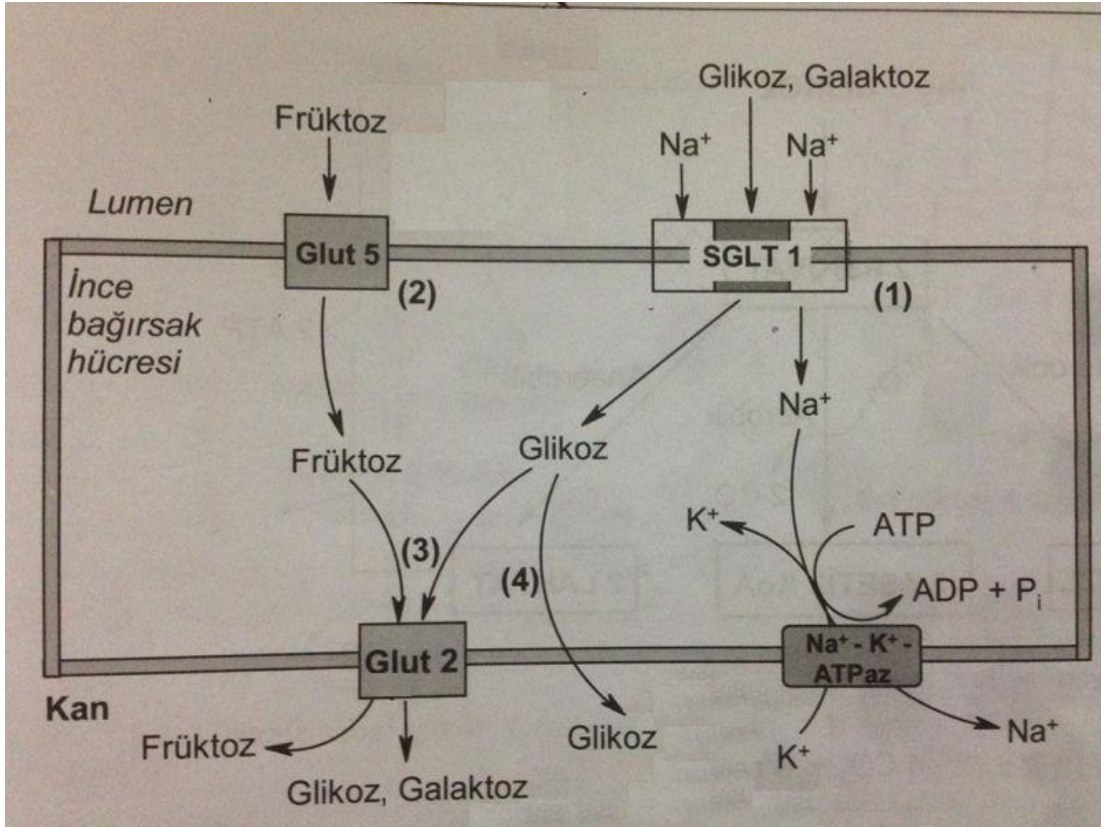 Glikoz, Galaktoz
Früktoz
Na⁺
Na⁺
Lumen
Glut 5
SGLT 1
(2)
(1)
İnce
bağırsak
hücresi
Na⁺
Früktoz
Glikoz
K⁺
ATP
(3)
(4)
ADP + Pᵢ
Glut 2
Na⁺ - K⁺ -
ATPaz
Kan
Früktoz
Glikoz
K⁺
Na⁺
Glikoz, Galaktoz